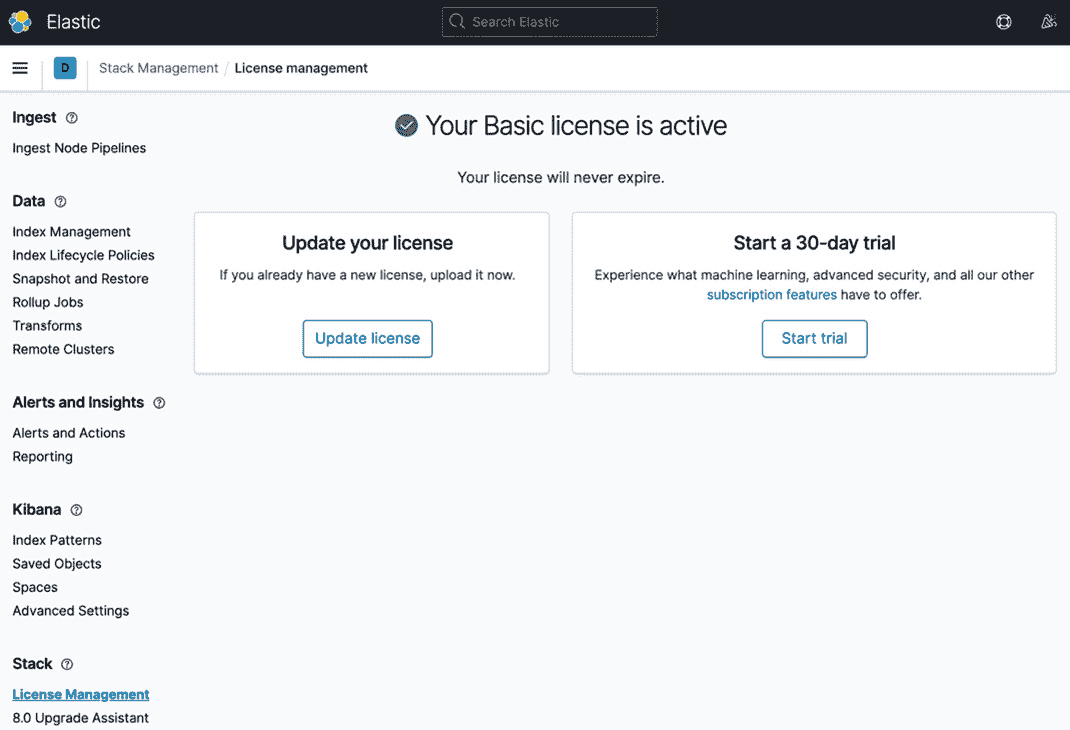 Elastic
Search Elastic
D
Stack Management / License management
Ingest
Ingest Node Pipelines
Data
Index Management
Index Lifecycle Policies
Snapshot and Restore
Rollup Jobs
Transforms
Remote Clusters
Alerts and Insights
Alerts and Actions
Reporting
Kibana
Index Patterns
Saved Objects
Spaces
Advanced Settings
Stack
License Management
8.0 Upgrade Assistant
Your Basic license is active
Your license will never expire.
Update your license
If you already have a new license, upload it now.
Update license
Start a 30-day trial
Experience what machine learning, advanced security, and all our other
subscription features have to offer.
Start trial